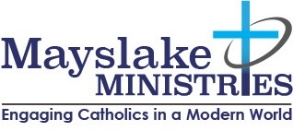 Mayslake
MINISTRIES
Engaging Catholics in a Modern World